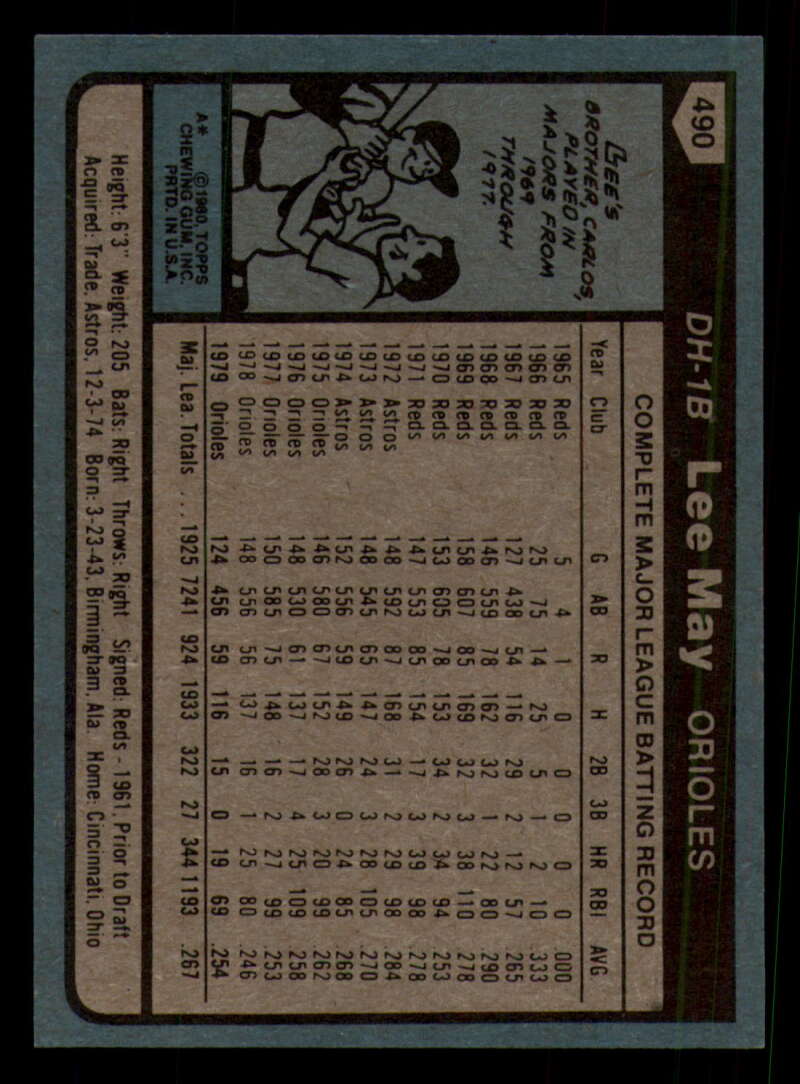 490 DH-1B Lee May ORIOLES
LEE'S
BROTHER, CARLOS,
PLAYED IN
MAJORS FROM
1969
THROUGH
1977.
A* © 1980 TOPPS
CHEWING GUM, INC.
PRTD. IN U.S.A.
COMPLETE MAJOR LEAGUE BATTING RECORD
Year Club G AB R H 2B 3B HR RBI AVG
1965 Reds 5 4 1 0 0 0 0 0 .000
1966 Reds 25 75 14 25 5 1 2 10 .333
1967 Reds 127 438 54 116 29 2 12 57 .265
1968 Reds 146 559 78 162 32 1 22 80 .290
1969 Reds 158 607 85 169 32 3 38 110 .278
1970 Reds 153 605 78 153 34 2 34 94 .253
1971 Reds 147 553 85 154 17 3 39 98 .278
1972 Astros 148 592 87 168 31 2 29 98 .284
1973 Astros 148 545 65 147 24 3 28 105 .270
1974 Astros 152 556 59 149 26 0 24 85 .268
1975 Orioles 146 580 67 152 28 3 20 99 .262
1976 Orioles 148 530 61 137 17 4 25 109 .258
1977 Orioles 150 585 75 148 16 2 27 99 .253
1978 Orioles 148 556 56 137 16 1 25 80 .246
1979 Orioles 124 456 59 116 15 0 19 69 .254
Maj. Lea. Totals ... 1925 7241 924 1933 322 27 344 1193 .267
Height: 6'3" Weight: 205 Bats: Right Throws: Right Signed: Reds - 1961, Prior to Draft
Acquired: Trade, Astros, 12-3-74 Born: 3-23-43, Birmingham, Ala. Home: Cincinnati, Ohio